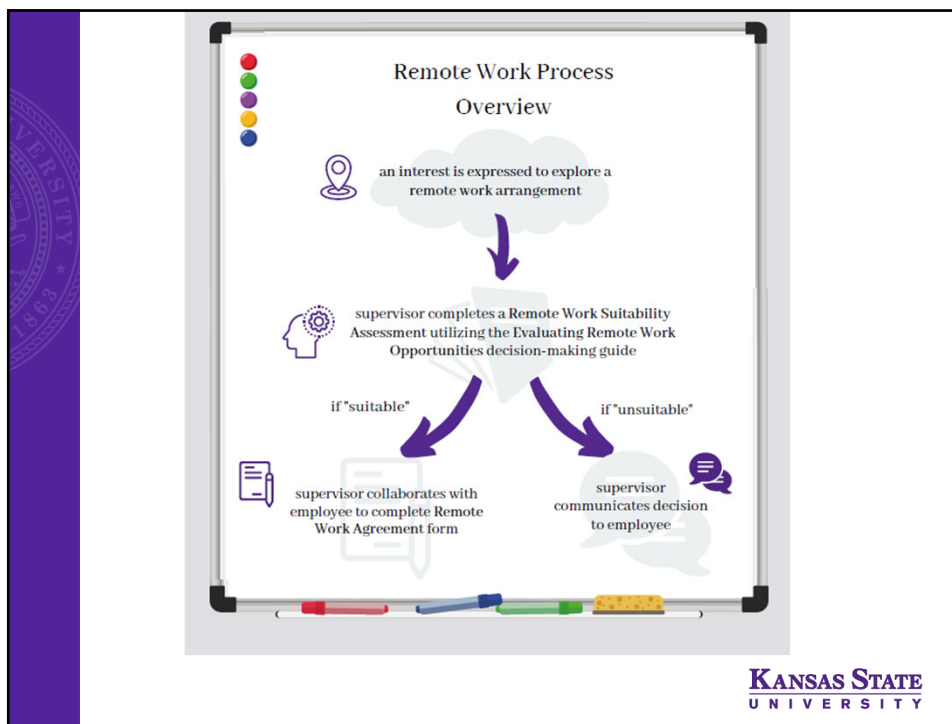 Remote Work Process
Overview
an interest is expressed to explore a
remote work arrangement
supervisor completes a Remote Work Suitability
Assessment utilizing the Evaluating Remote Work
Opportunities decision-making guide
if "suitable"
if "unsuitable"
supervisor collaborates with
employee to complete Remote
Work Agreement form
supervisor
communicates decision
to employee
KANSAS STATE
UNIVERSITY
1863